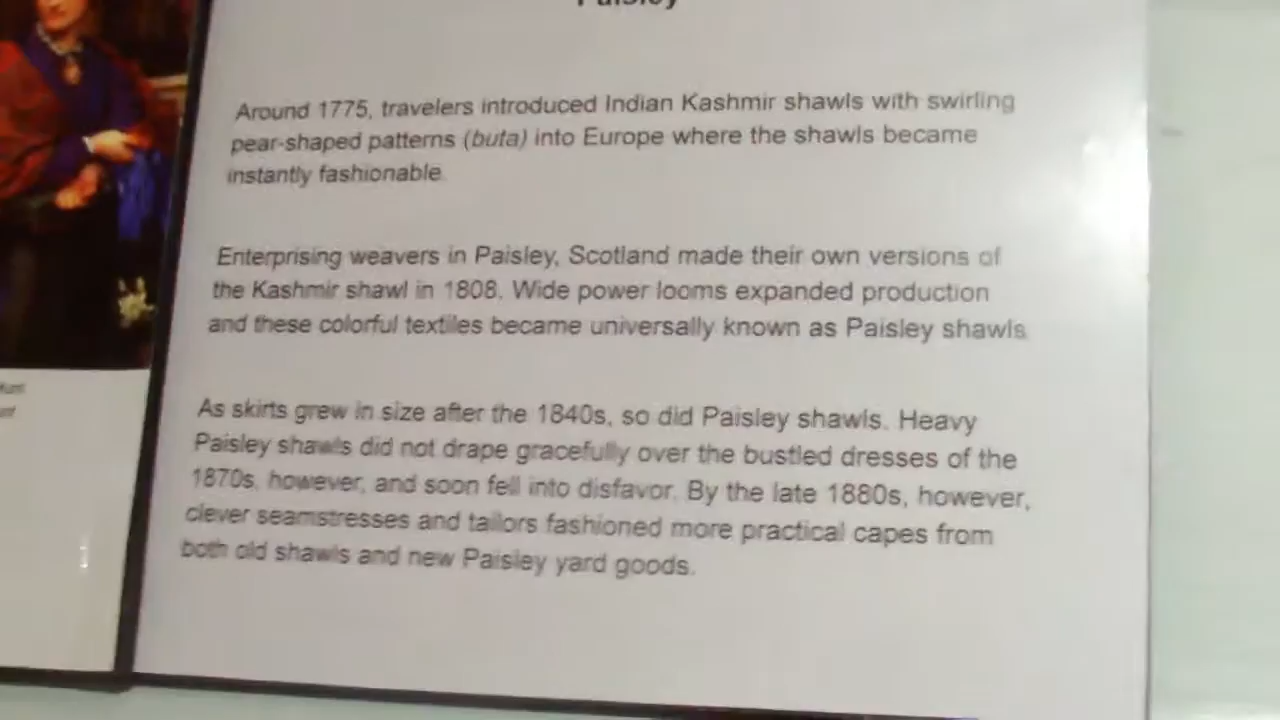 Paisley
Around 1775, travelers introduced Indian Kashmir shawls with swirling
pear-shaped patterns (buta) into Europe where the shawls became
instantly fashionable.
Enterprising weavers in Paisley, Scotland made their own versions of
the Kashmir shawl in 1808. Wide power looms expanded production
and these colorful textiles became universally known as Paisley shawls.
As skirts grew in size after the 1840s, so did Paisley shawls. Heavy
Paisley shawls did not drape gracefully over the bustled dresses of the
1870s, however, and soon fell into disfavor. By the late 1880s, however,
clever seamstresses and tailors fashioned more practical capes from
both old shawls and new Paisley yard goods.